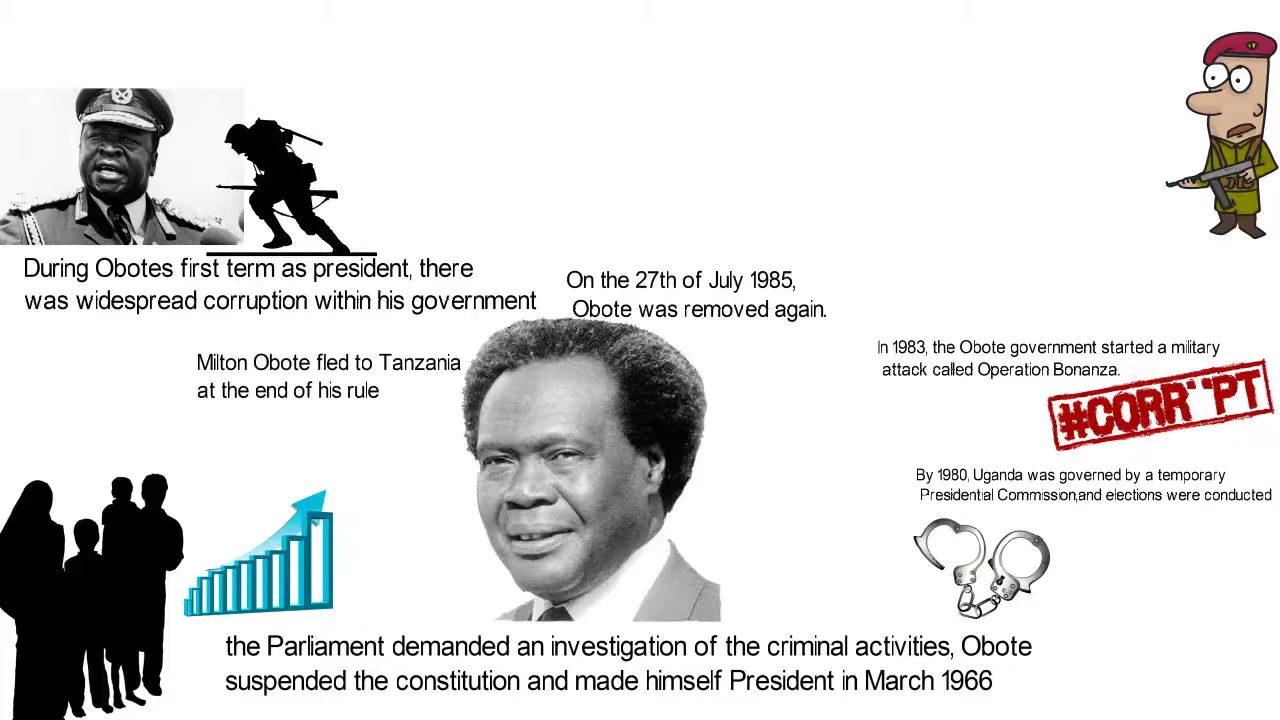 During Obotes first term as president, there
was widespread corruption within his government
On the 27th of July 1985,
Obote was removed again.
Milton Obote fled to Tanzania
at the end of his rule
In 1983, the Obote government started a military
attack called Operation Bonanza.
#CORR PT
By 1980, Uganda was governed by a temporary
Presidential Commission,and elections were conducted
the Parliament demanded an investigation of the criminal activities, Obote
suspended the constitution and made himself President in March 1966